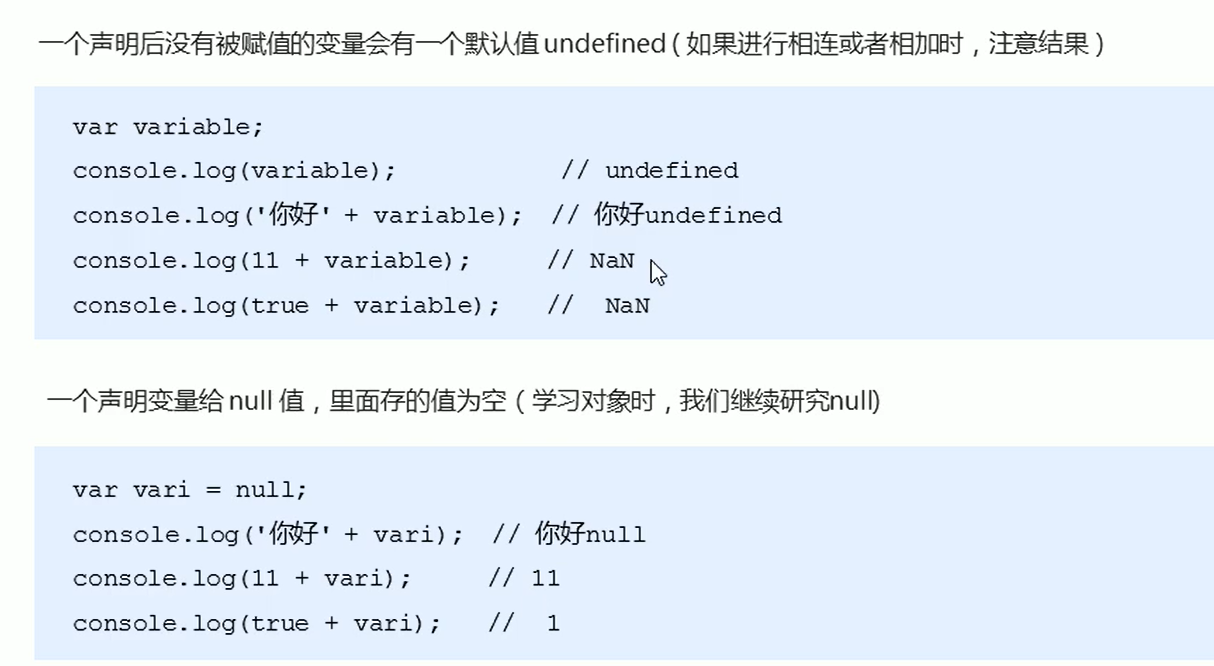 一个声明后没有被赋值的变量会有一个默认值 undefined ( 如果进行相连或者相加时，注意结果 )
var variable;
console.log(variable);           // undefined
console.log('你好' + variable);  // 你好undefined
console.log(11 + variable);     // NaN
console.log(true + variable);   //  NaN
一个声明变量给 null 值，里面存的值为空（学习对象时，我们继续研究null)
var vari = null;
console.log('你好' + vari);  // 你好null
console.log(11 + vari);     // 11
console.log(true + vari);   //  1